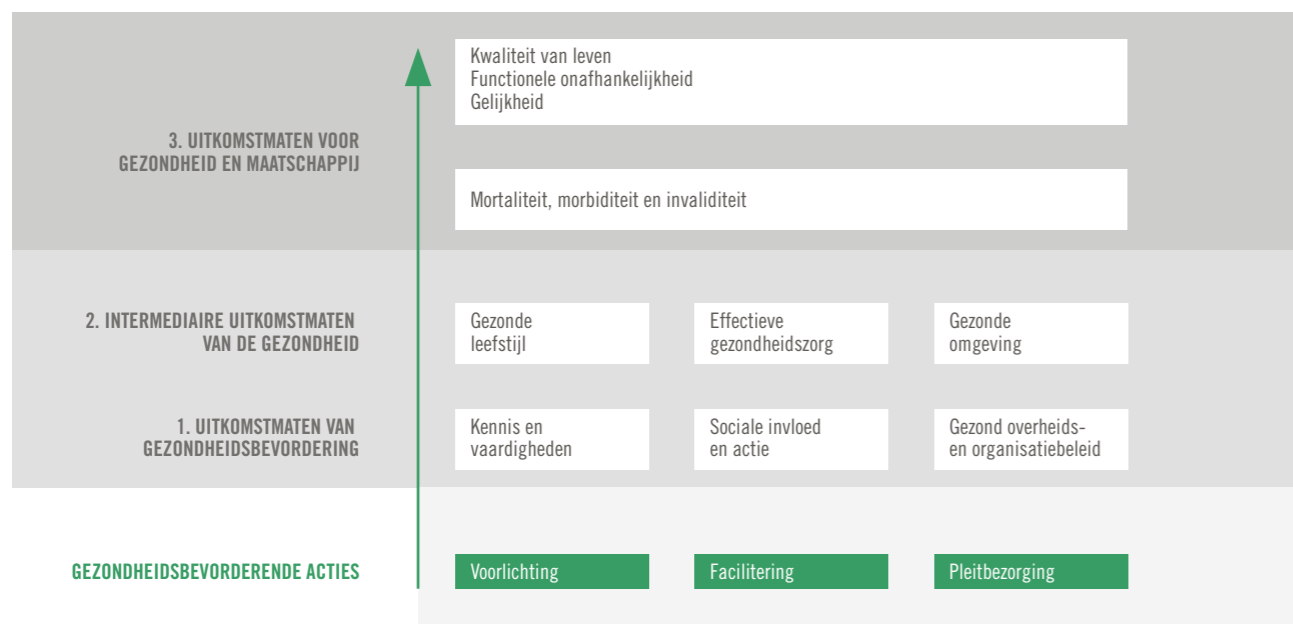 Kwaliteit van leven
Functionele onafhankelijkheid
Gelijkheid
3. UITKOMSTMATEN VOOR
GEZONDHEID EN MAATSCHAPPIJ
Mortaliteit, morbiditeit en invaliditeit
2. INTERMEDIAIRE UITKOMSTMATEN
VAN DE GEZONDHEID
Gezonde
leefstijl
Effectieve
gezondheidszorg
Gezonde
omgeving
1. UITKOMSTMATEN VAN
GEZONDHEIDSBEVORDERING
Kennis en
vaardigheden
Sociale invloed
en actie
Gezond overheids-
en organisatiebeleid
GEZONDHEIDSBEVORDERENDE ACTIES
Voorlichting
Facilitering
Pleitbezorging